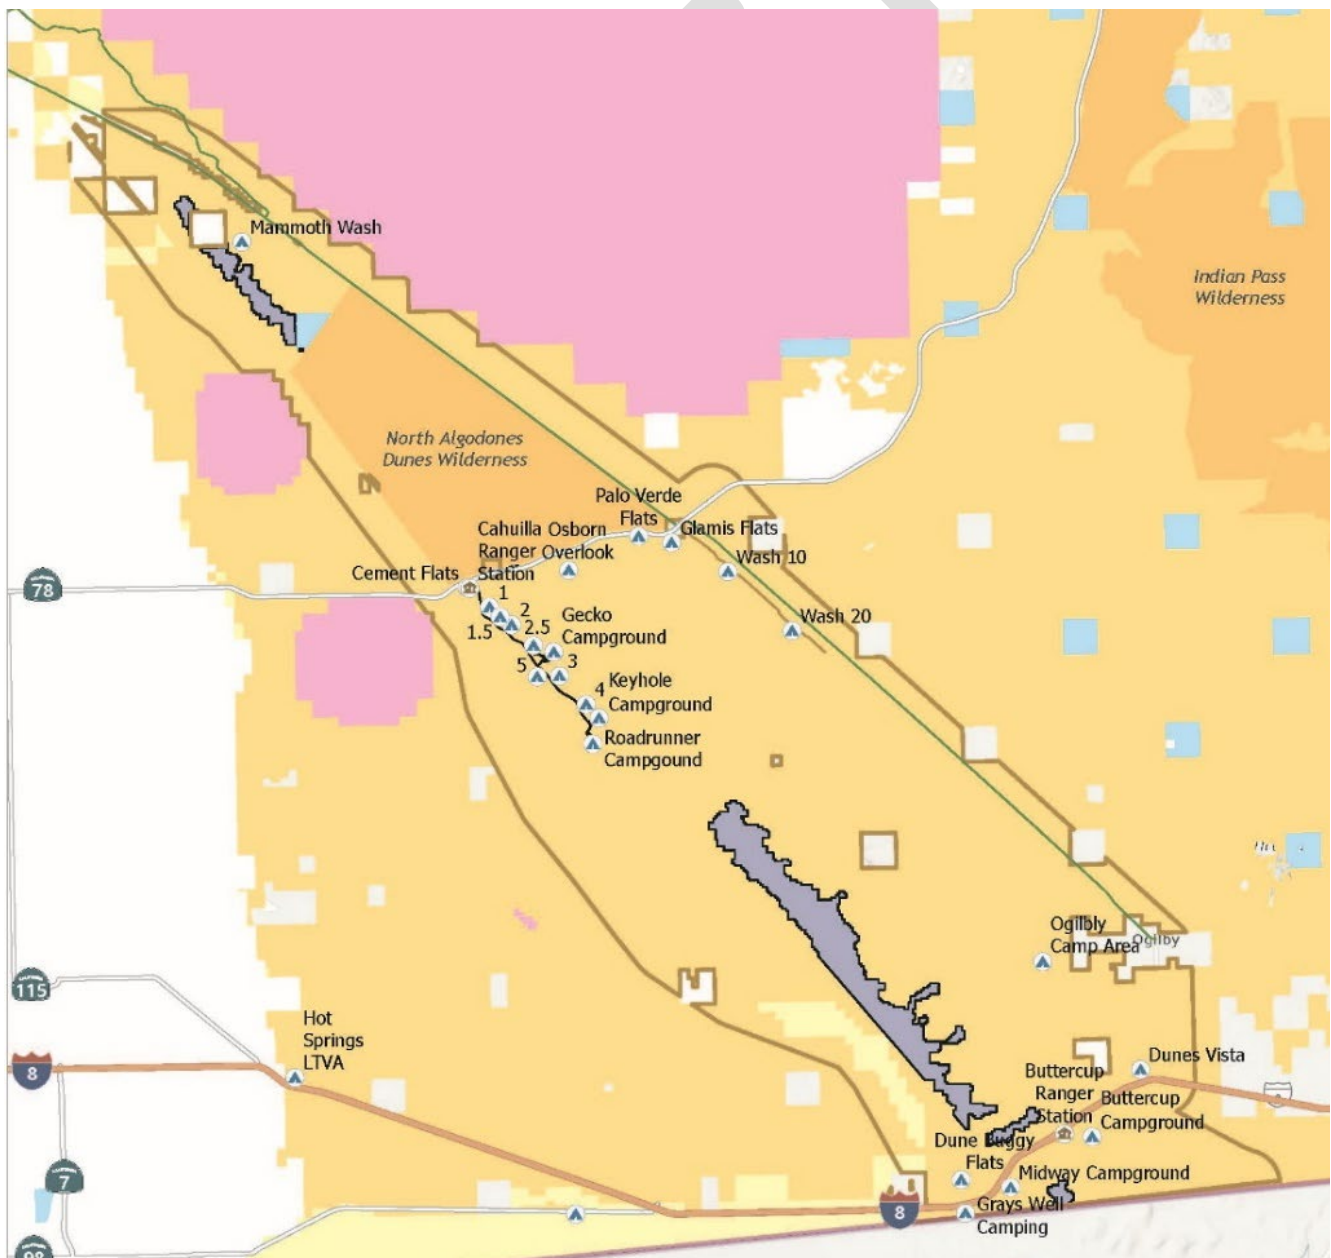 Mammoth Wash
Indian Pass
Wilderness
North Algodones
Dunes Wilderness
Palo Verde
Flats
Glamis Flats
Cahuilla
Ranger
Station
Osborn
Overlook
Wash 10
Cement Flats
78
1
1.5
2
2.5
Gecko
Campground
Wash 20
5
3
4
Keyhole
Campground
Roadrunner
Campgound
Ogilbly
Camp Area
Ogilby
115
Hot
Springs
LTVA
8
Dunes Vista
Buttercup
Ranger
Station
Buttercup
Campground
Dune Buggy
Flats
Midway Campground
7
8
Grays Well
Camping
98